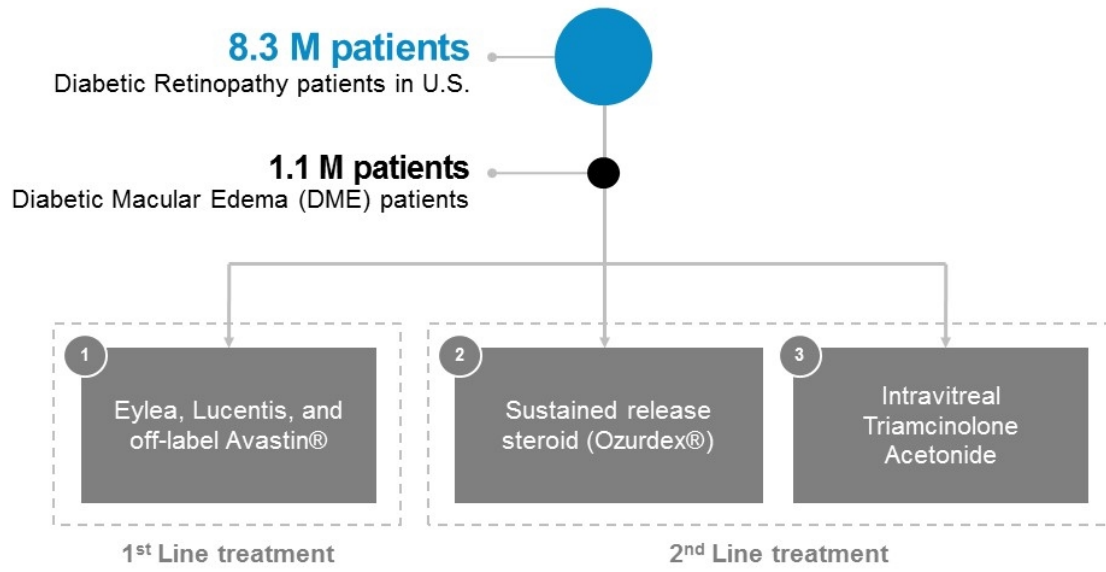 8.3 M patients
Diabetic Retinopathy patients in U.S.
1.1 M patients
Diabetic Macular Edema (DME) patients
1
Eylea, Lucentis, and
off-label Avastin®
2
Sustained release
steroid (Ozurdex®)
3
Intravitreal
Triamcinolone
Acetonide
1st Line treatment
2nd Line treatment